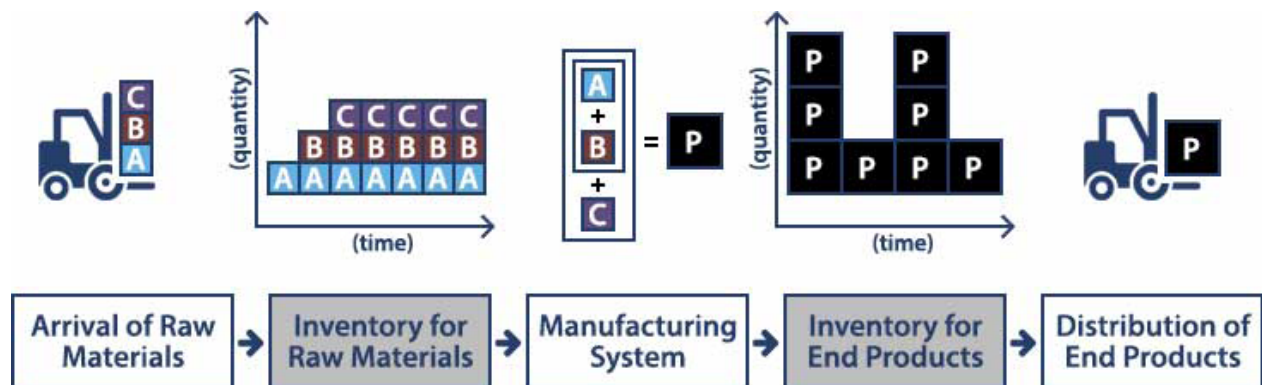 C
B
A
(quantity)
C C C C C
B B B B B B
A A A A A A A
(time)
A
+
B
+
C
=
P
(quantity)
P P
P P
P P P P
(time)
P
Arrival of Raw
Materials
Inventory for
Raw Materials
Manufacturing
System
Inventory for
End Products
Distribution of
End Products